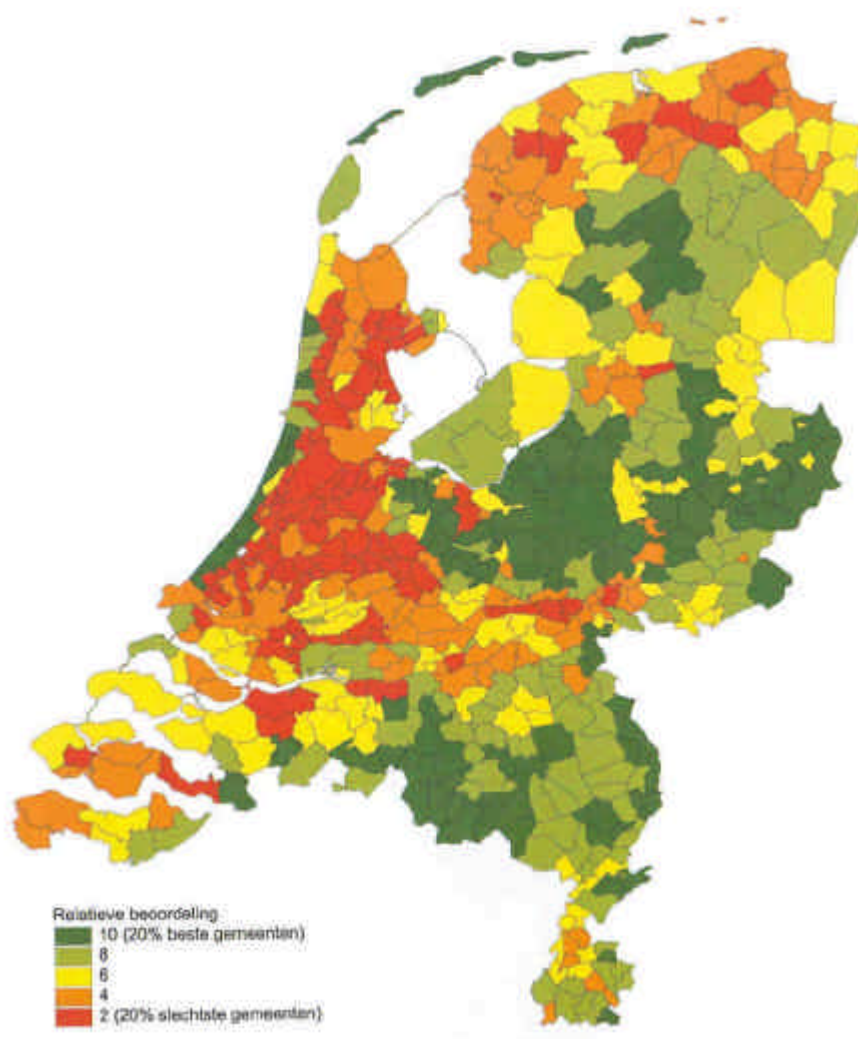 Relatieve beoordeling
10 (20% beste gemeenten)
8
6
4
2 (20% slechtste gemeenten)